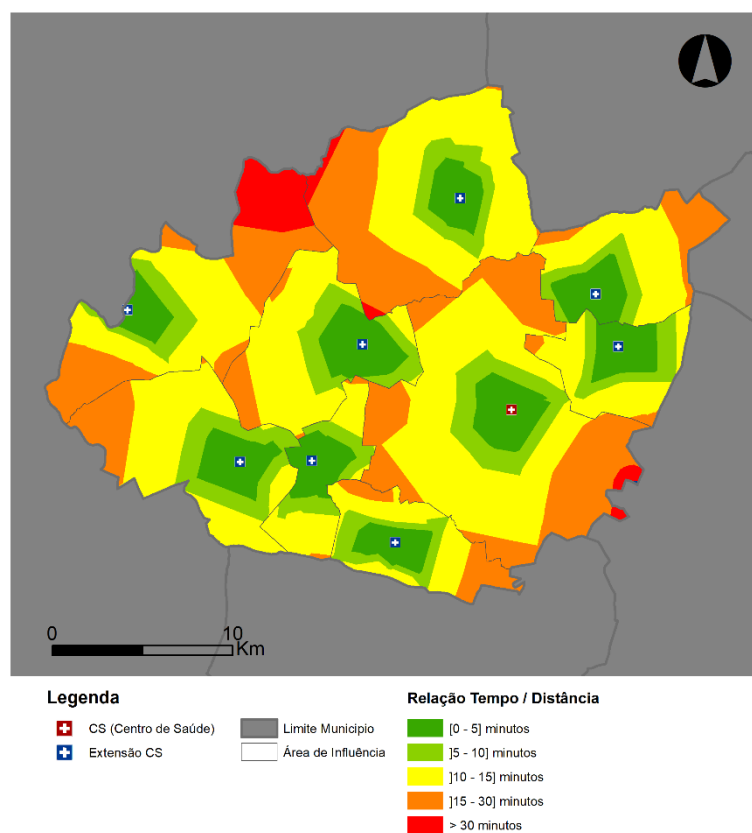 0 10
Km
Legenda
CS (Centro de Saúde)
Extensão CS
Limite Municipio
Área de Influência
Relação Tempo / Distância
[0 - 5] minutos
]5 - 10] minutos
]10 - 15] minutos
]15 - 30] minutos
> 30 minutos